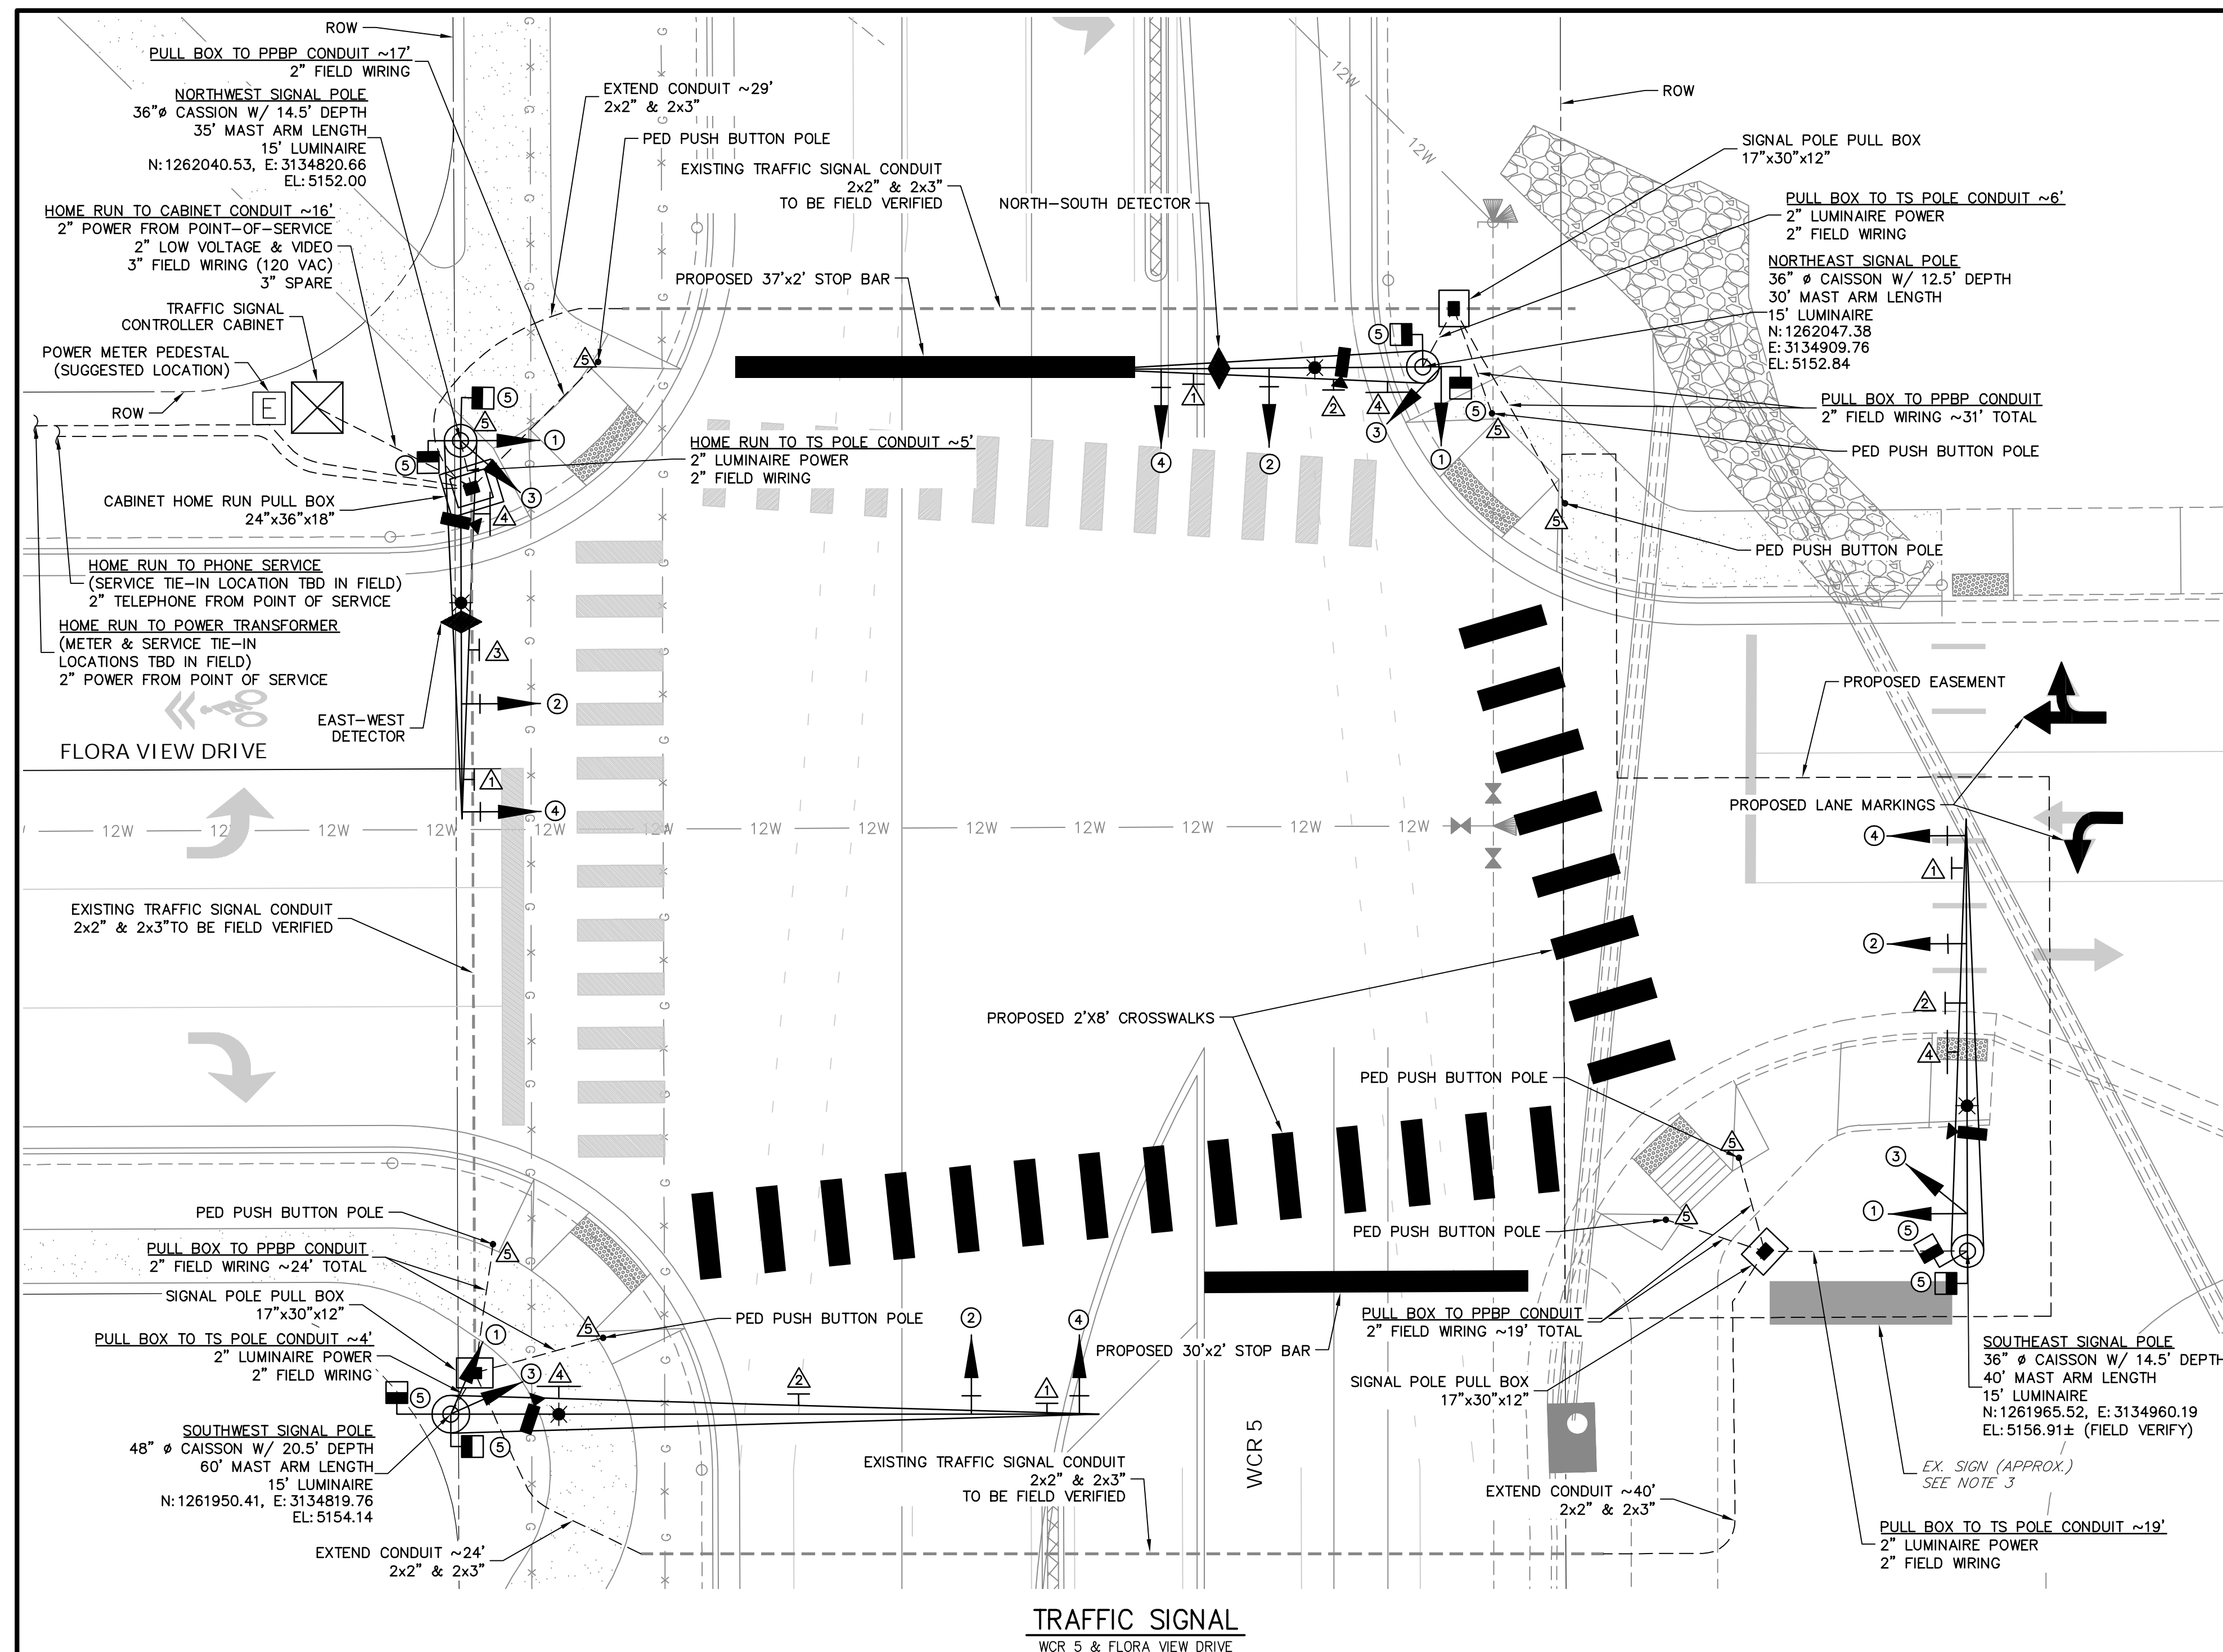 ROW
PULL BOX TO PPBP CONDUIT ~17'
2" FIELD WIRING
NORTHWEST SIGNAL POLE
36"ø CASSION W/ 14.5' DEPTH
35' MAST ARM LENGTH
15' LUMINAIRE
N:1262040.53, E:3134820.66
EL:5152.00
HOME RUN TO CABINET CONDUIT ~16'
2" POWER FROM POINT-OF-SERVICE
2" LOW VOLTAGE & VIDEO
3" FIELD WIRING (120 VAC)
3" SPARE
TRAFFIC SIGNAL
CONTROLLER CABINET
POWER METER PEDESTAL
(SUGGESTED LOCATION)
E
ROW
CABINET HOME RUN PULL BOX
24"x36"x18"
HOME RUN TO PHONE SERVICE
(SERVICE TIE-IN LOCATION TBD IN FIELD)
2" TELEPHONE FROM POINT OF SERVICE
HOME RUN TO POWER TRANSFORMER
(METER & SERVICE TIE-IN
LOCATIONS TBD IN FIELD)
2" POWER FROM POINT OF SERVICE
EAST-WEST
DETECTOR
FLORA VIEW DRIVE
EXTEND CONDUIT ~29'
2x2" & 2x3"
PED PUSH BUTTON POLE
EXISTING TRAFFIC SIGNAL CONDUIT
2x2" & 2x3"
TO BE FIELD VERIFIED
NORTH-SOUTH DETECTOR
PROPOSED 37'x2' STOP BAR
HOME RUN TO TS POLE CONDUIT ~5'
2" LUMINAIRE POWER
2" FIELD WIRING
12W
12W
ROW
SIGNAL POLE PULL BOX
17"x30"x12"
PULL BOX TO TS POLE CONDUIT ~6'
2" LUMINAIRE POWER
2" FIELD WIRING
NORTHEAST SIGNAL POLE
36" ø CAISSON W/ 12.5' DEPTH
30' MAST ARM LENGTH
15' LUMINAIRE
N:1262047.38
E:3134909.76
EL:5152.84
PULL BOX TO PPBP CONDUIT
2" FIELD WIRING ~31' TOTAL
PED PUSH BUTTON POLE
PED PUSH BUTTON POLE
PROPOSED EASEMENT
PROPOSED LANE MARKINGS
12W 12W 12W 12W 12W 12W 12W 12W 12W 12W 12W 12W 12W
EXISTING TRAFFIC SIGNAL CONDUIT
2x2" & 2x3"TO BE FIELD VERIFIED
PROPOSED 2'X8' CROSSWALKS
PED PUSH BUTTON POLE
PED PUSH BUTTON POLE
PED PUSH BUTTON POLE
PULL BOX TO PPBP CONDUIT
2" FIELD WIRING ~24' TOTAL
SIGNAL POLE PULL BOX
17"x30"x12"
PULL BOX TO TS POLE CONDUIT ~4'
2" LUMINAIRE POWER
2" FIELD WIRING
SOUTHWEST SIGNAL POLE
48" ø CAISSON W/ 20.5' DEPTH
60' MAST ARM LENGTH
15' LUMINAIRE
N:1261950.41, E:3134819.76
EL:5154.14
EXTEND CONDUIT ~24'
2x2" & 2x3"
PED PUSH BUTTON POLE
PROPOSED 30'x2' STOP BAR
EXISTING TRAFFIC SIGNAL CONDUIT
2x2" & 2x3"
TO BE FIELD VERIFIED
WCR 5
PULL BOX TO PPBP CONDUIT
2" FIELD WIRING ~19' TOTAL
SIGNAL POLE PULL BOX
17"x30"x12"
EXTEND CONDUIT ~40'
2x2" & 2x3"
SOUTHEAST SIGNAL POLE
36" ø CAISSON W/ 14.5' DEPTH
40' MAST ARM LENGTH
15' LUMINAIRE
N:1261965.52, E:3134960.19
EL:5156.91± (FIELD VERIFY)
EX. SIGN (APPROX.)
SEE NOTE 3
PULL BOX TO TS POLE CONDUIT ~19'
2" LUMINAIRE POWER
2" FIELD WIRING
TRAFFIC SIGNAL
WCR 5 & FLORA VIEW DRIVE